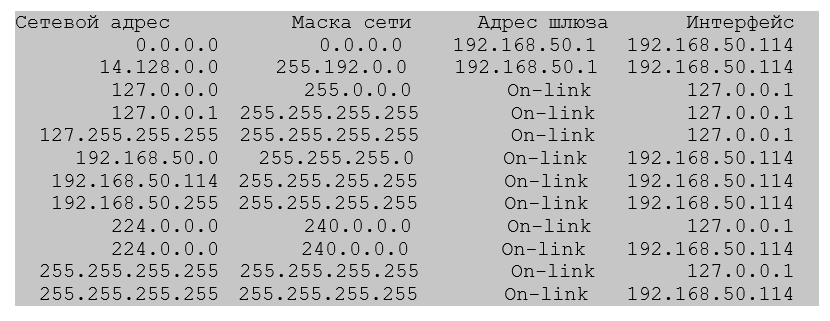 Сетевой адрес Маска сети Адрес шлюза Интерфейс
0.0.0.0 0.0.0.0 192.168.50.1 192.168.50.114
14.128.0.0 255.192.0.0 192.168.50.1 192.168.50.114
127.0.0.0 255.0.0.0 On-link 127.0.0.1
127.0.0.1 255.255.255.255 On-link 127.0.0.1
127.255.255.255 255.255.255.255 On-link 127.0.0.1
192.168.50.0 255.255.255.0 On-link 192.168.50.114
192.168.50.114 255.255.255.255 On-link 192.168.50.114
192.168.50.255 255.255.255.255 On-link 192.168.50.114
224.0.0.0 240.0.0.0 On-link 127.0.0.1
224.0.0.0 240.0.0.0 On-link 192.168.50.114
255.255.255.255 255.255.255.255 On-link 127.0.0.1
255.255.255.255 255.255.255.255 On-link 192.168.50.114